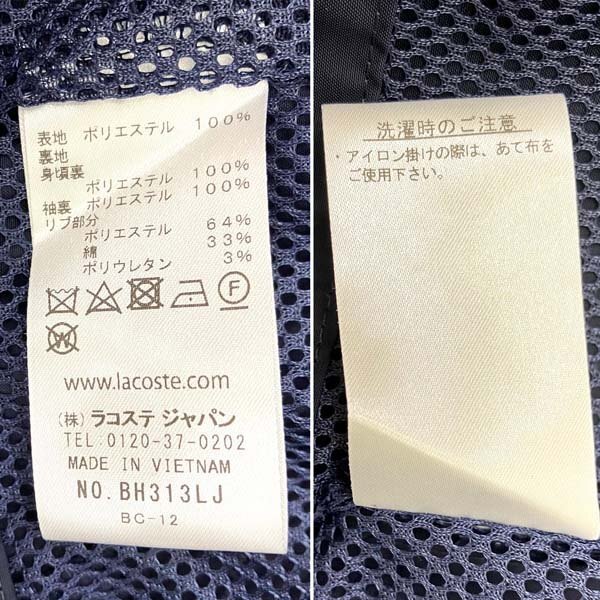 表地 ポリエステル 100%
裏地
身頃裏
ポリエステル 100%
袖裏 ポリエステル 100%
リブ部分
ポリエステル 64%
綿 33%
ポリウレタン 3%
F
W
www.lacoste.com
(株) ラコステ ジャパン
TEL:0120-37-0202
MADE IN VIETNAM
NO.BH313LJ
BC-12
洗濯時のご注意
・アイロン掛けの際は、あて布を
ご使用下さい。